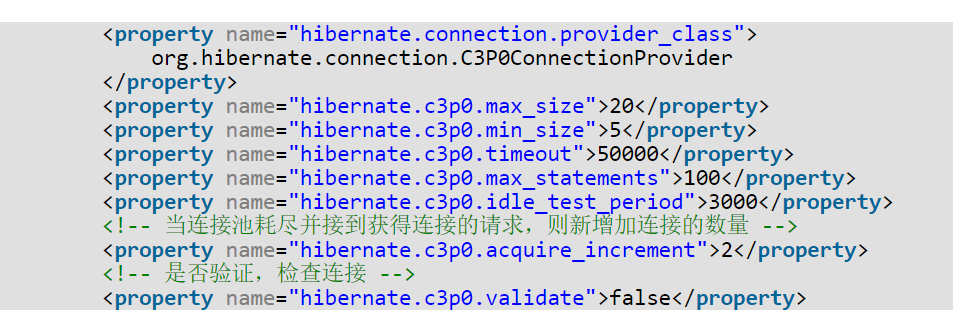 <property name="hibernate.connection.provider_class">
org.hibernate.connection.C3P0ConnectionProvider
</property>
<property name="hibernate.c3p0.max_size">20</property>
<property name="hibernate.c3p0.min_size">5</property>
<property name="hibernate.c3p0.timeout">50000</property>
<property name="hibernate.c3p0.max_statements">100</property>
<property name="hibernate.c3p0.idle_test_period">3000</property>
<!-- 当连接池耗尽并接到获得连接的请求，则新增加连接的数量 -->
<property name="hibernate.c3p0.acquire_increment">2</property>
<!-- 是否验证，检查连接 -->
<property name="hibernate.c3p0.validate">false</property>